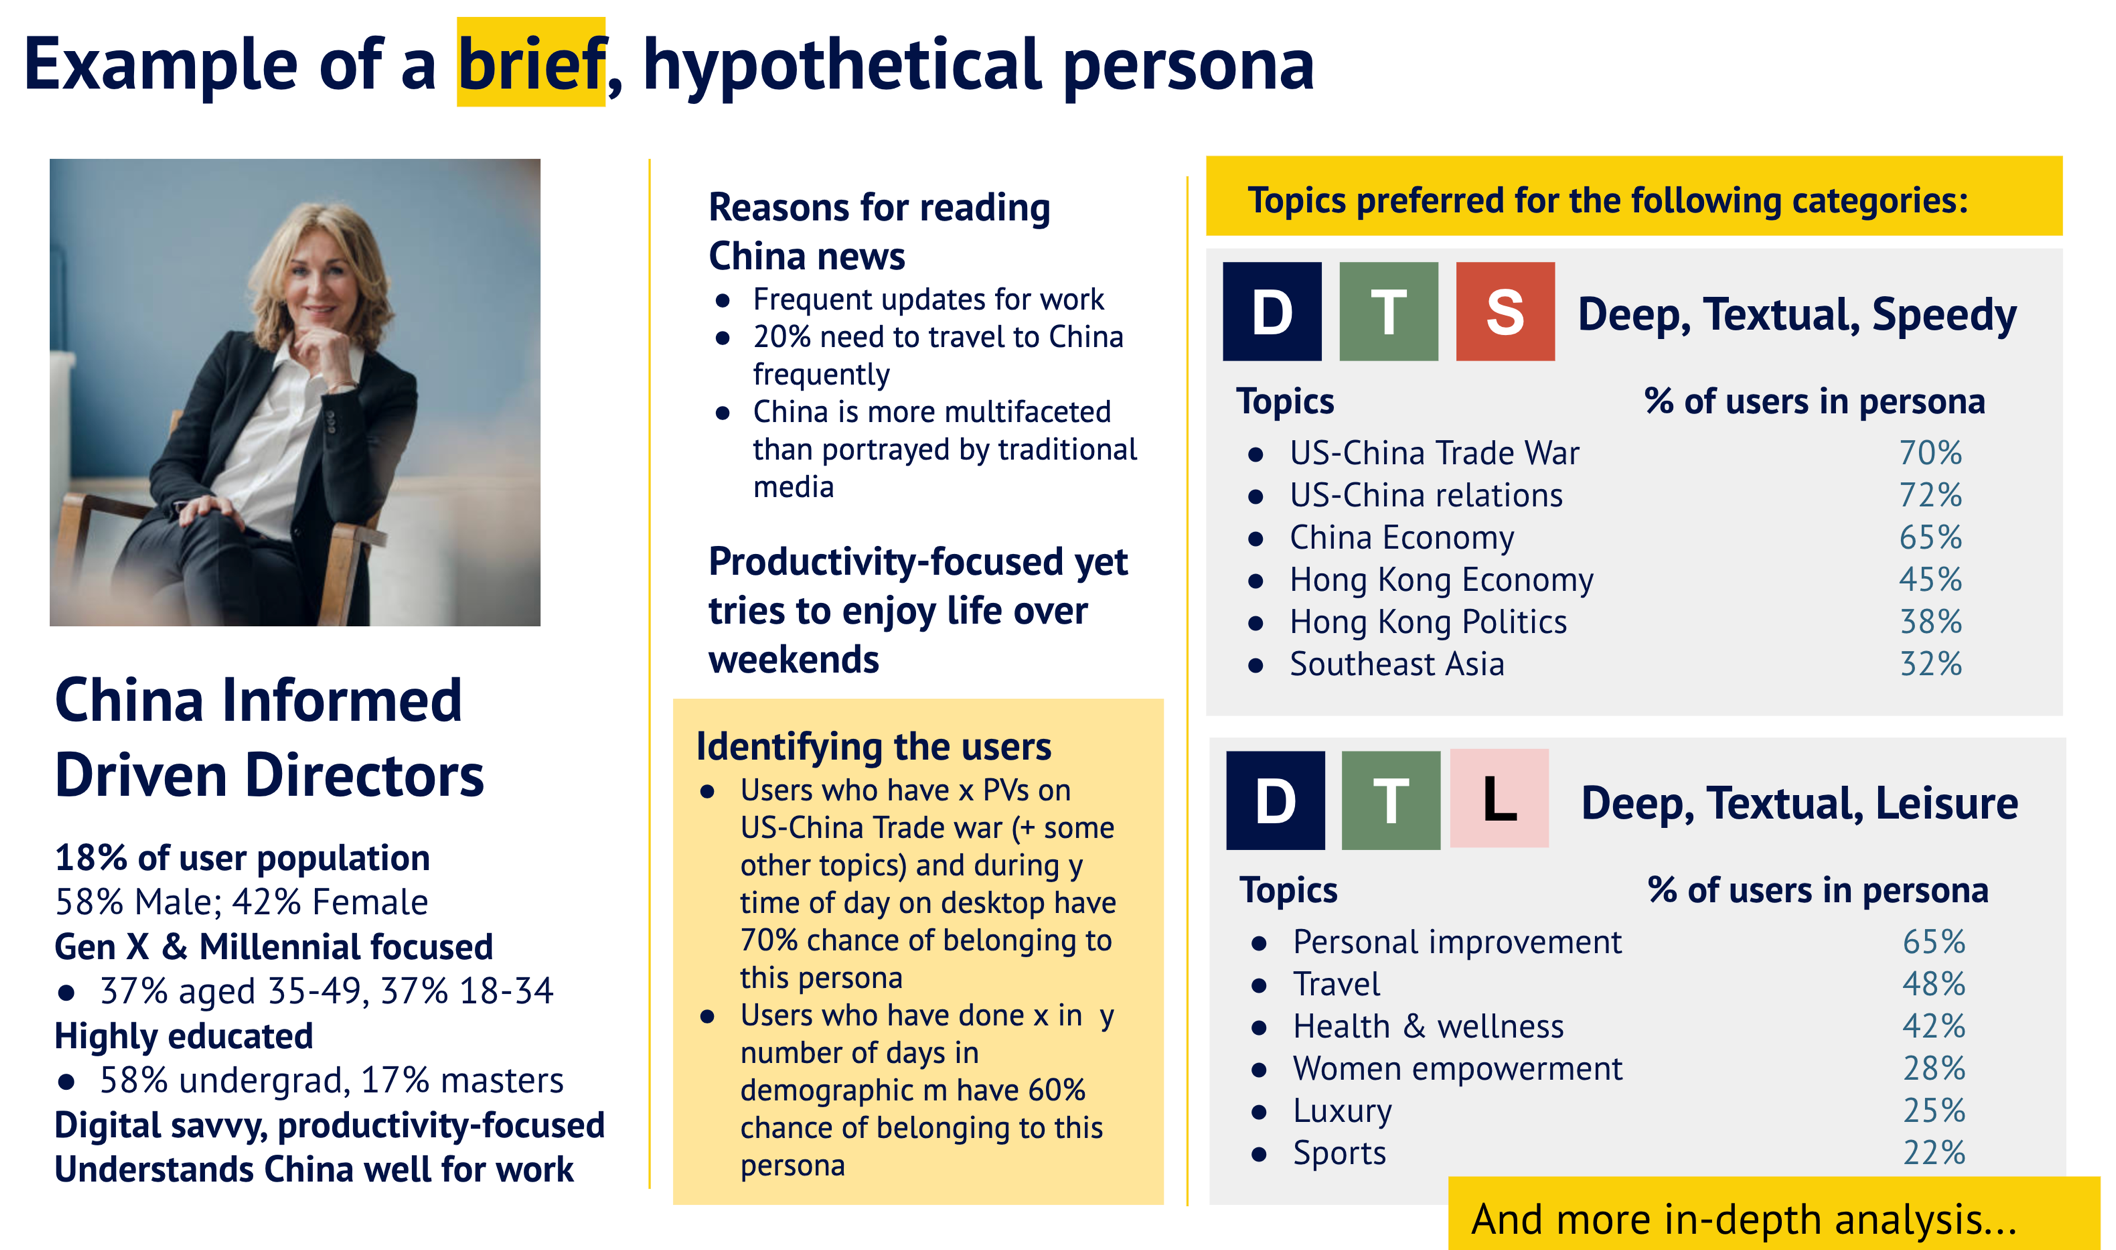 Example of a brief, hypothetical persona
China Informed
Driven Directors
18% of user population
58% Male; 42% Female
Gen X & Millennial focused
● 37% aged 35-49, 37% 18-34
Highly educated
● 58% undergrad, 17% masters
Digital savvy, productivity-focused
Understands China well for work
Reasons for reading
China news
● Frequent updates for work
● 20% need to travel to China
frequently
● China is more multifaceted
than portrayed by traditional
media
Productivity-focused yet
tries to enjoy life over
weekends
Identifying the users
● Users who have x PVs on
US-China Trade war (+ some
other topics) and during y
time of day on desktop have
70% chance of belonging to
this persona
● Users who have done x in y
number of days in
demographic m have 60%
chance of belonging to this
persona
Topics preferred for the following categories:
D T S Deep, Textual, Speedy
Topics % of users in persona
● US-China Trade War 70%
● US-China relations 72%
● China Economy 65%
● Hong Kong Economy 45%
● Hong Kong Politics 38%
● Southeast Asia 32%
D T L Deep, Textual, Leisure
Topics % of users in persona
● Personal improvement 65%
● Travel 48%
● Health & wellness 42%
● Women empowerment 28%
● Luxury 25%
● Sports 22%
And more in-depth analysis...